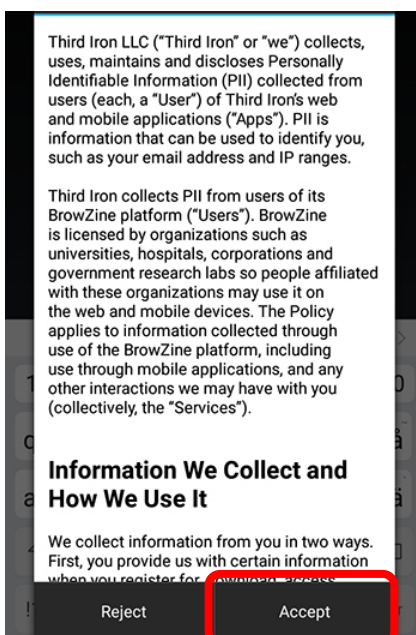 Third Iron LLC (“Third Iron” or “we”) collects,
uses, maintains and discloses Personally
Identifiable Information (PII) collected from
users (each, a “User”) of Third Iron’s web
and mobile applications (“Apps”). PII is
information that can be used to identify you,
such as your email address and IP ranges.
Third Iron collects PII from users of its
BrowZine platform (“Users”). BrowZine
is licensed by organizations such as
universities, hospitals, corporations and
government research labs so people affiliated
with these organizations may use it on
the web and mobile devices. The Policy
applies to information collected through
use of the BrowZine platform, including
use through mobile applications, and any
other interactions we may have with you
(collectively, the “Services”).
Information We Collect and
How We Use It
We collect information from you in two ways.
First, you provide us with certain information
when you register for, download, access
Reject Accept